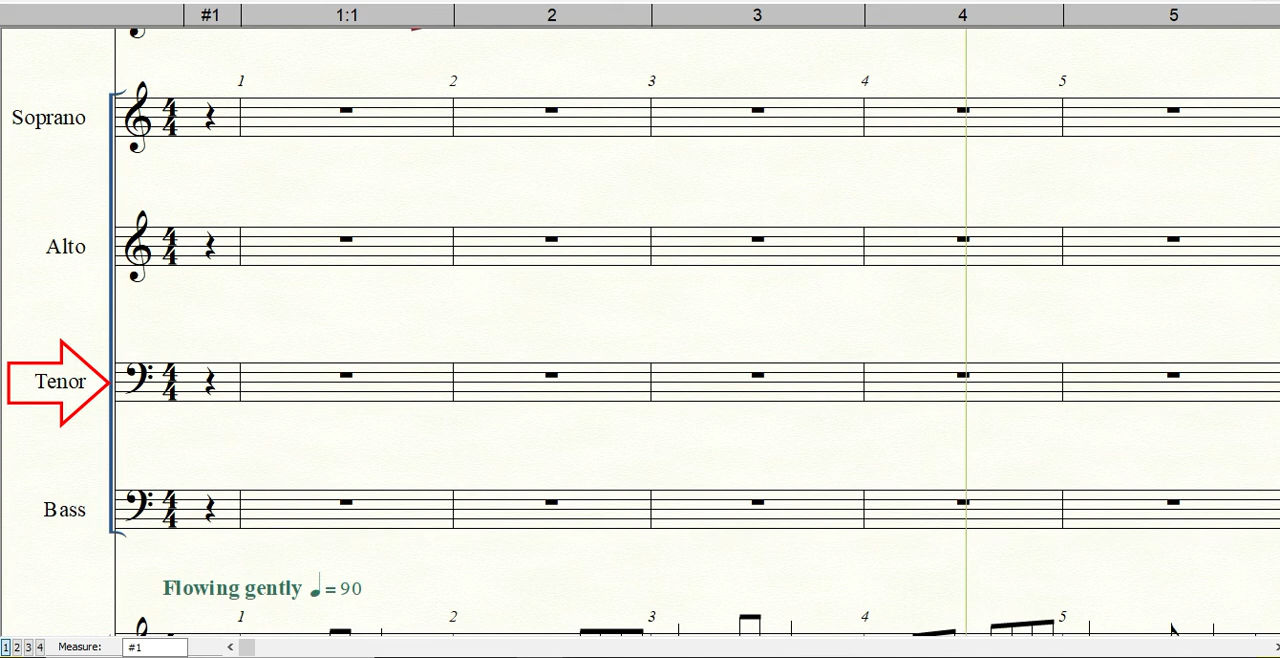 #1 1:1 2 3 4 5
1 2 3 4 5
Soprano
Alto
Tenor
Bass
Flowing gently ♩ = 90
1 2 3 4 5
1 2 3 4 Measure: #1